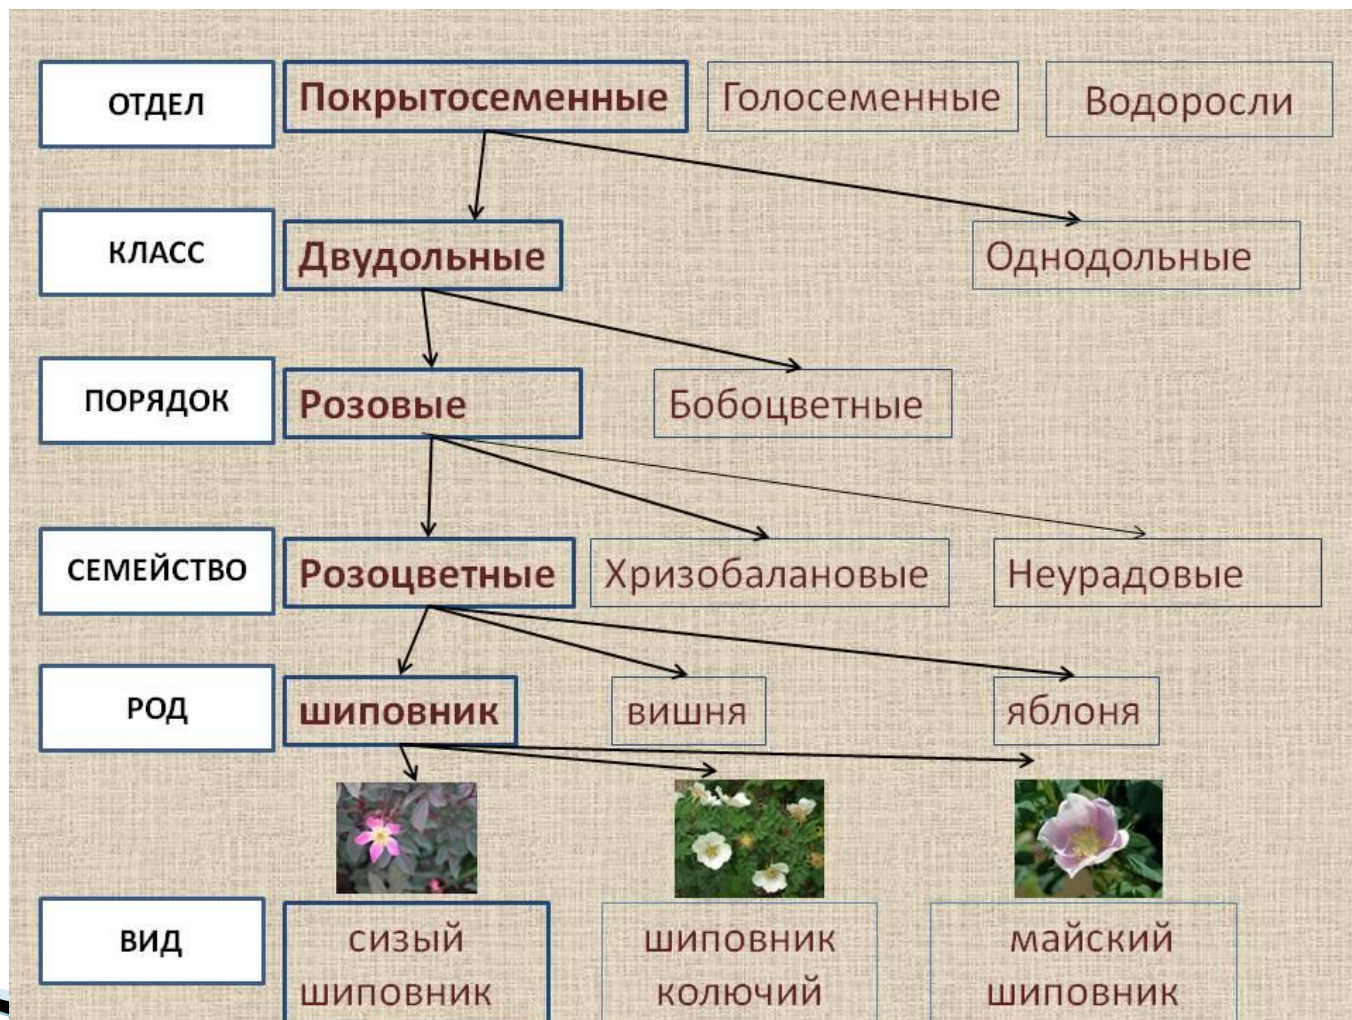 ОТДЕЛ
Покрытосеменные
Голосеменные
Водоросли
КЛАСС
Двудольные
Однодольные
ПОРЯДОК
Розовые
Бобоцветные
СЕМЕЙСТВО
Розоцветные
Хризобалановые
Неурадовые
РОД
шиповник
вишня
яблоня
ВИД
сизый
шиповник
шиповник
колючий
майский
шиповник